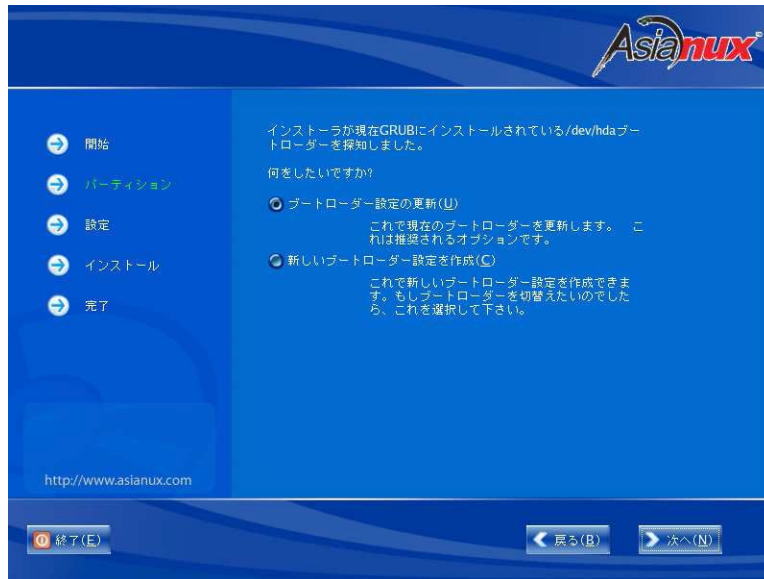 Asianux
開始
パーティション
設定
インストール
完了
http://www.asianux.com
インストーラが現在GRUBにインストールされている/dev/hdaブー
トローダーを探知しました。
何をしたいですか?
ブートローダー設定の更新(U)
これで現在のブートローダーを更新します。 こ
れは推奨されるオプションです。
新しいブートローダー設定を作成(C)
これで新しいブートローダー設定を作成できま
す。もしブートローダーを切替えたいのでした
ら、これを選択して下さい。
終了(E)
戻る(B)
次へ(N)